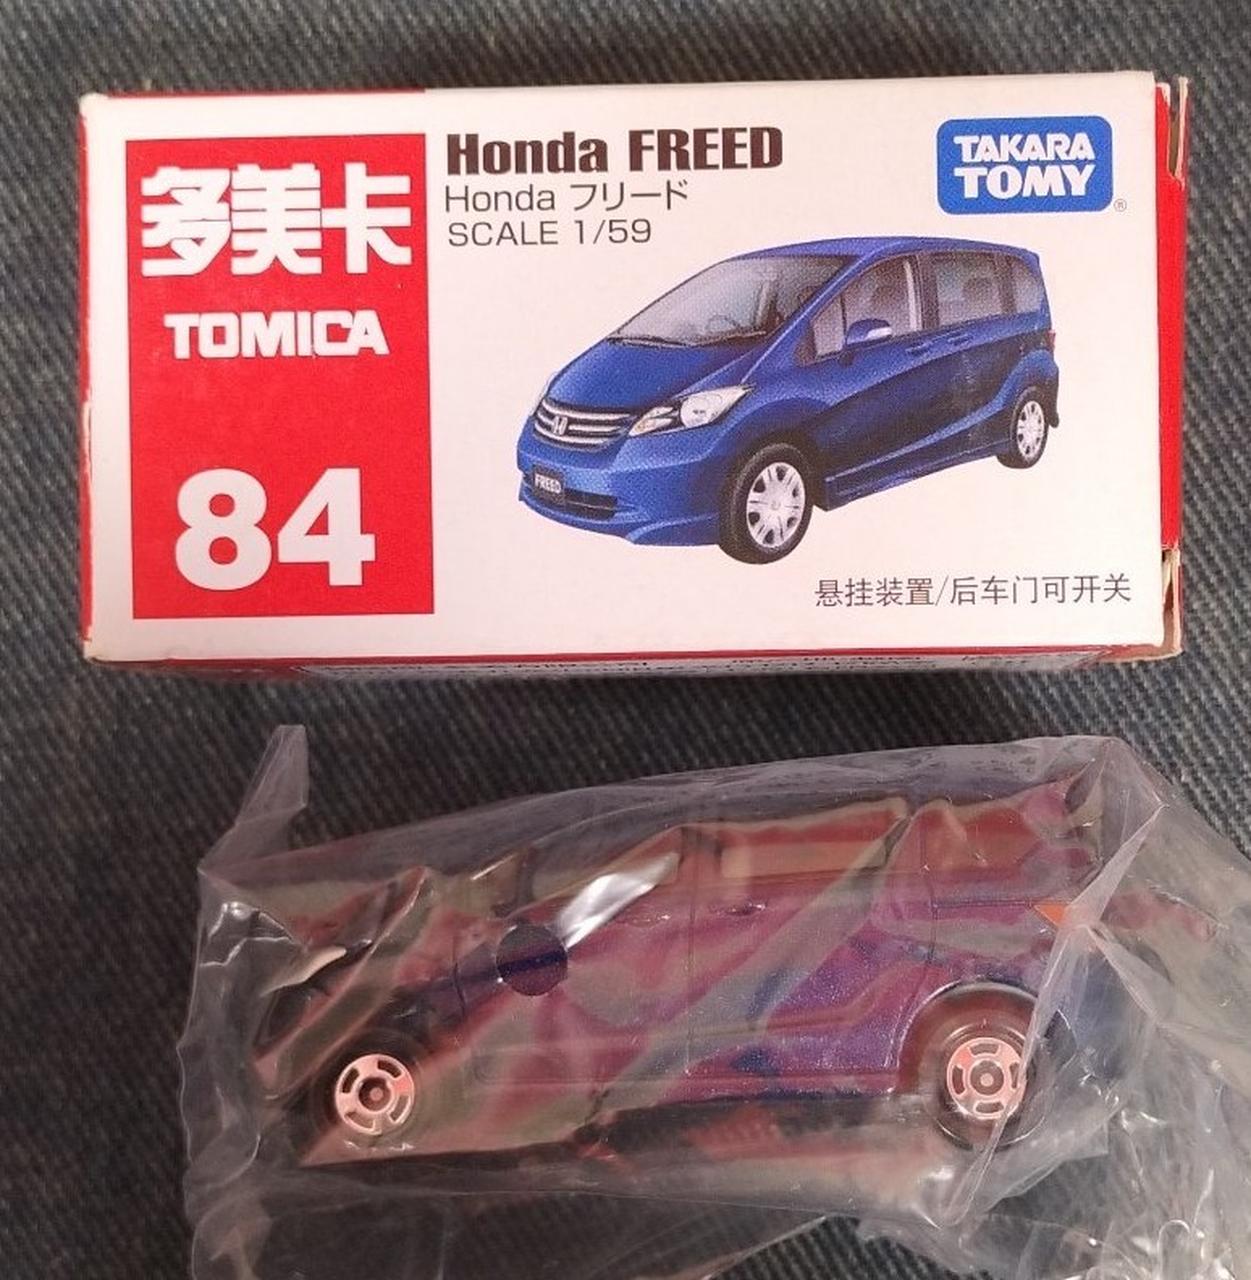 多美卡
TOMICA
84
Honda FREED
Honda フリード
SCALE 1/59
TAKARA
TOMY
®
FREED
悬挂装置/后车门可开关